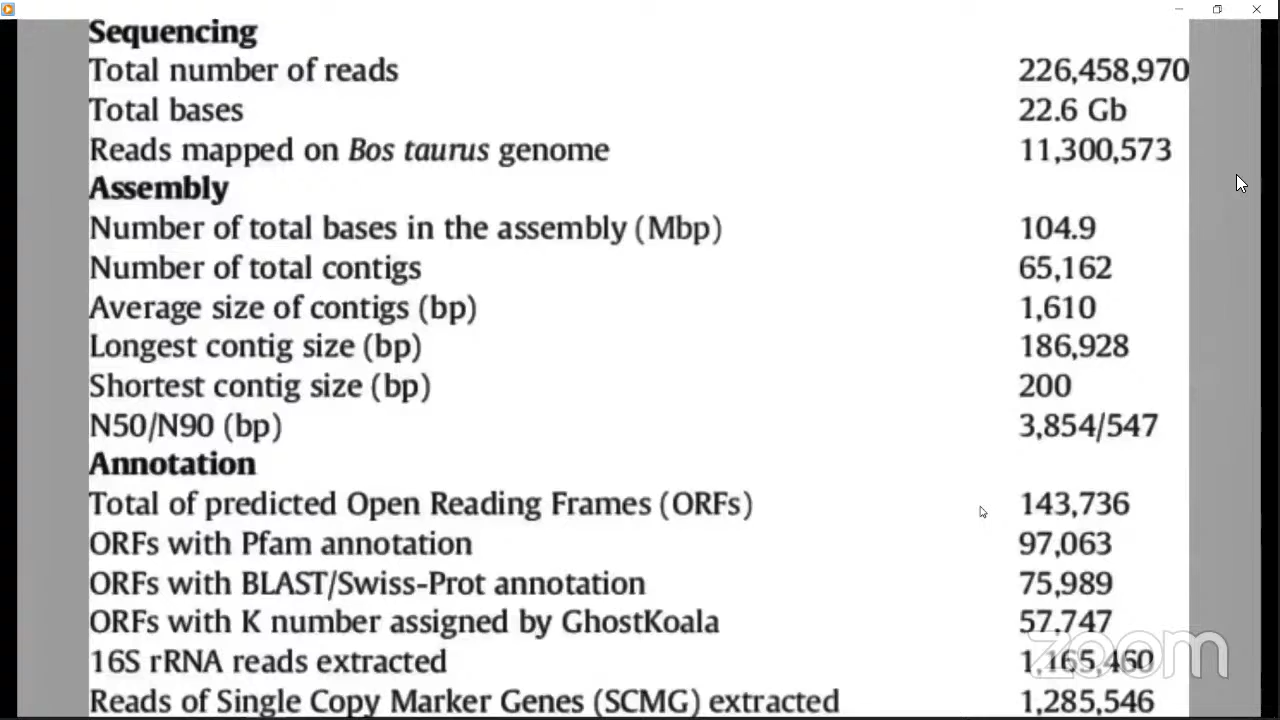 Sequencing
Total number of reads 226,458,970
Total bases 22.6 Gb
Reads mapped on Bos taurus genome 11,300,573
Assembly
Number of total bases in the assembly (Mbp) 104.9
Number of total contigs 65,162
Average size of contigs (bp) 1,610
Longest contig size (bp) 186,928
Shortest contig size (bp) 200
N50/N90 (bp) 3,854/547
Annotation
Total of predicted Open Reading Frames (ORFs) 143,736
ORFs with Pfam annotation 97,063
ORFs with BLAST/Swiss-Prot annotation 75,989
ORFs with K number assigned by GhostKoala 57,747
16S rRNA reads extracted 1,165,460
zoom
Reads of Single Copy Marker Genes (SCMG) extracted 1,285,546